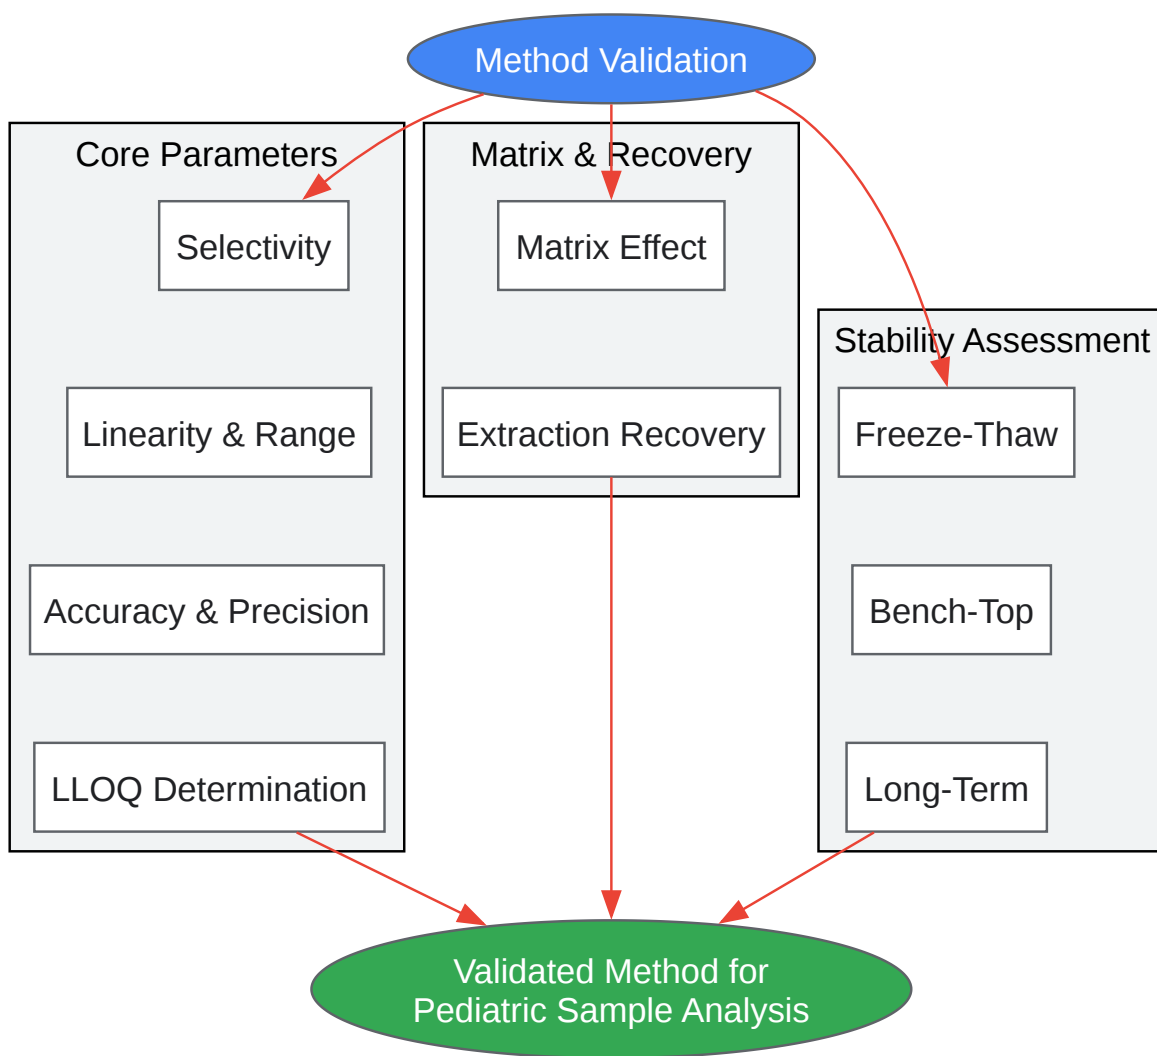 Method Validation
Core Parameters
Selectivity
Linearity & Range
Accuracy & Precision
LLOQ Determination
Matrix & Recovery
Matrix Effect
Extraction Recovery
Stability Assessment
Freeze-Thaw
Bench-Top
Long-Term
Validated Method for
Pediatric Sample Analysis